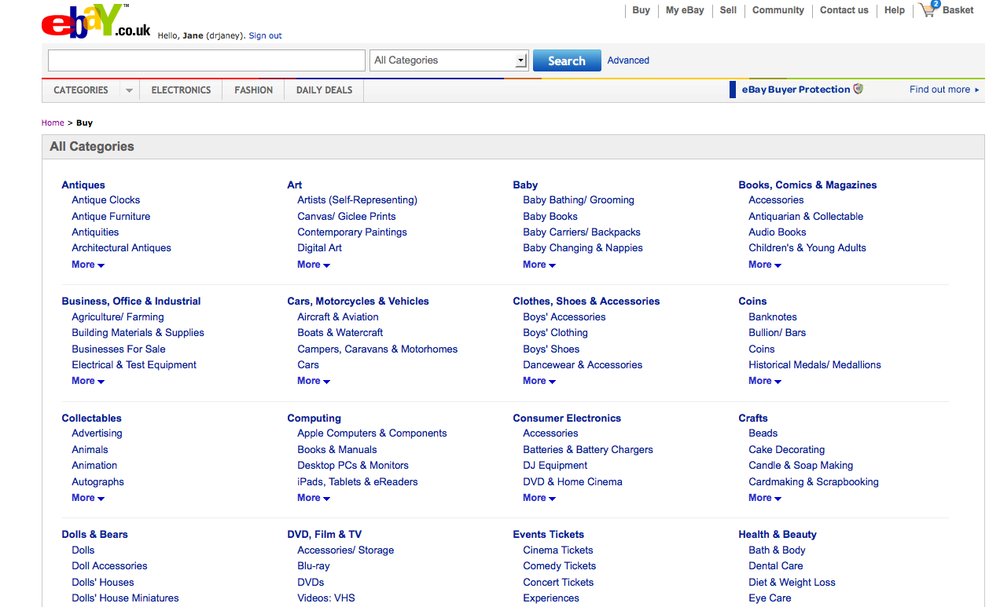 Buy My eBay Sell Community Contact us Help 2 Basket
ebay™.co.uk
Hello, Jane (drjaney). Sign out
All Categories Search Advanced
CATEGORIES ELECTRONICS FASHION DAILY DEALS eBay Buyer Protection Find out more
Home > Buy
All Categories
Antiques
Antique Clocks
Antique Furniture
Antiquities
Architectural Antiques
More
Art
Artists (Self-Representing)
Canvas/ Giclee Prints
Contemporary Paintings
Digital Art
More
Baby
Baby Bathing/ Grooming
Baby Books
Baby Carriers/ Backpacks
Baby Changing & Nappies
More
Books, Comics & Magazines
Accessories
Antiquarian & Collectable
Audio Books
Children's & Young Adults
More
Business, Office & Industrial
Agriculture/ Farming
Building Materials & Supplies
Businesses For Sale
Electrical & Test Equipment
More
Cars, Motorcycles & Vehicles
Aircraft & Aviation
Boats & Watercraft
Campers, Caravans & Motorhomes
Cars
More
Clothes, Shoes & Accessories
Boys' Accessories
Boys' Clothing
Boys' Shoes
Dancewear & Accessories
More
Coins
Banknotes
Bullion/ Bars
Coins
Historical Medals/ Medallions
More
Collectables
Advertising
Animals
Animation
Autographs
More
Computing
Apple Computers & Components
Books & Manuals
Desktop PCs & Monitors
iPads, Tablets & eReaders
More
Consumer Electronics
Accessories
Batteries & Battery Chargers
DJ Equipment
DVD & Home Cinema
More
Crafts
Beads
Cake Decorating
Candle & Soap Making
Cardmaking & Scrapbooking
More
Dolls & Bears
Dolls
Doll Accessories
Dolls' Houses
Dolls' House Miniatures
DVD, Film & TV
Accessories/ Storage
Blu-ray
DVDs
Videos: VHS
Events Tickets
Cinema Tickets
Comedy Tickets
Concert Tickets
Experiences
Health & Beauty
Bath & Body
Dental Care
Diet & Weight Loss
Eye Care